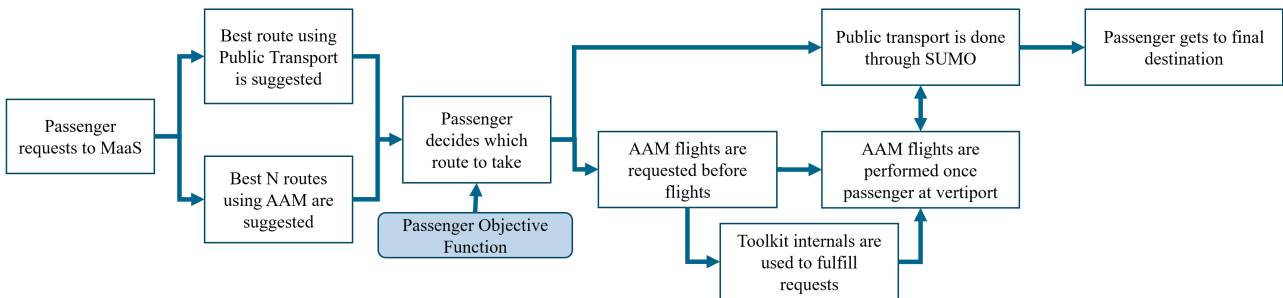 Passenger
requests to MaaS
Best route using
Public Transport
is suggested
Best N routes
using AAM are
suggested
Passenger
decides which
route to take
Passenger Objective
Function
Public transport is done
through SUMO
Passenger gets to final
destination
AAM flights are
requested before
flights
AAM flights are
performed once
passenger at vertiport
Toolkit internals are
used to fulfill
requests